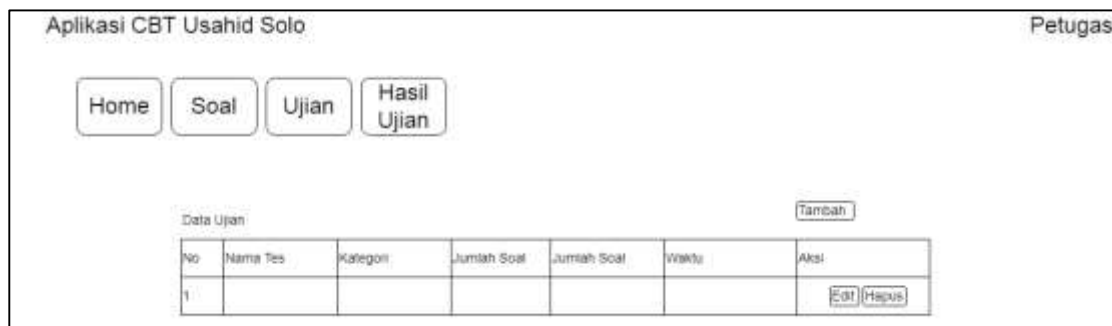 Aplikasi CBT Usahid Solo Petugas
Home Soal Ujian Hasil Ujian
Data Ujian Tambah
No Nama Tes Kategori Jumlah Soal Jumlah Soal Waktu Aksi
1 Edit Hapus